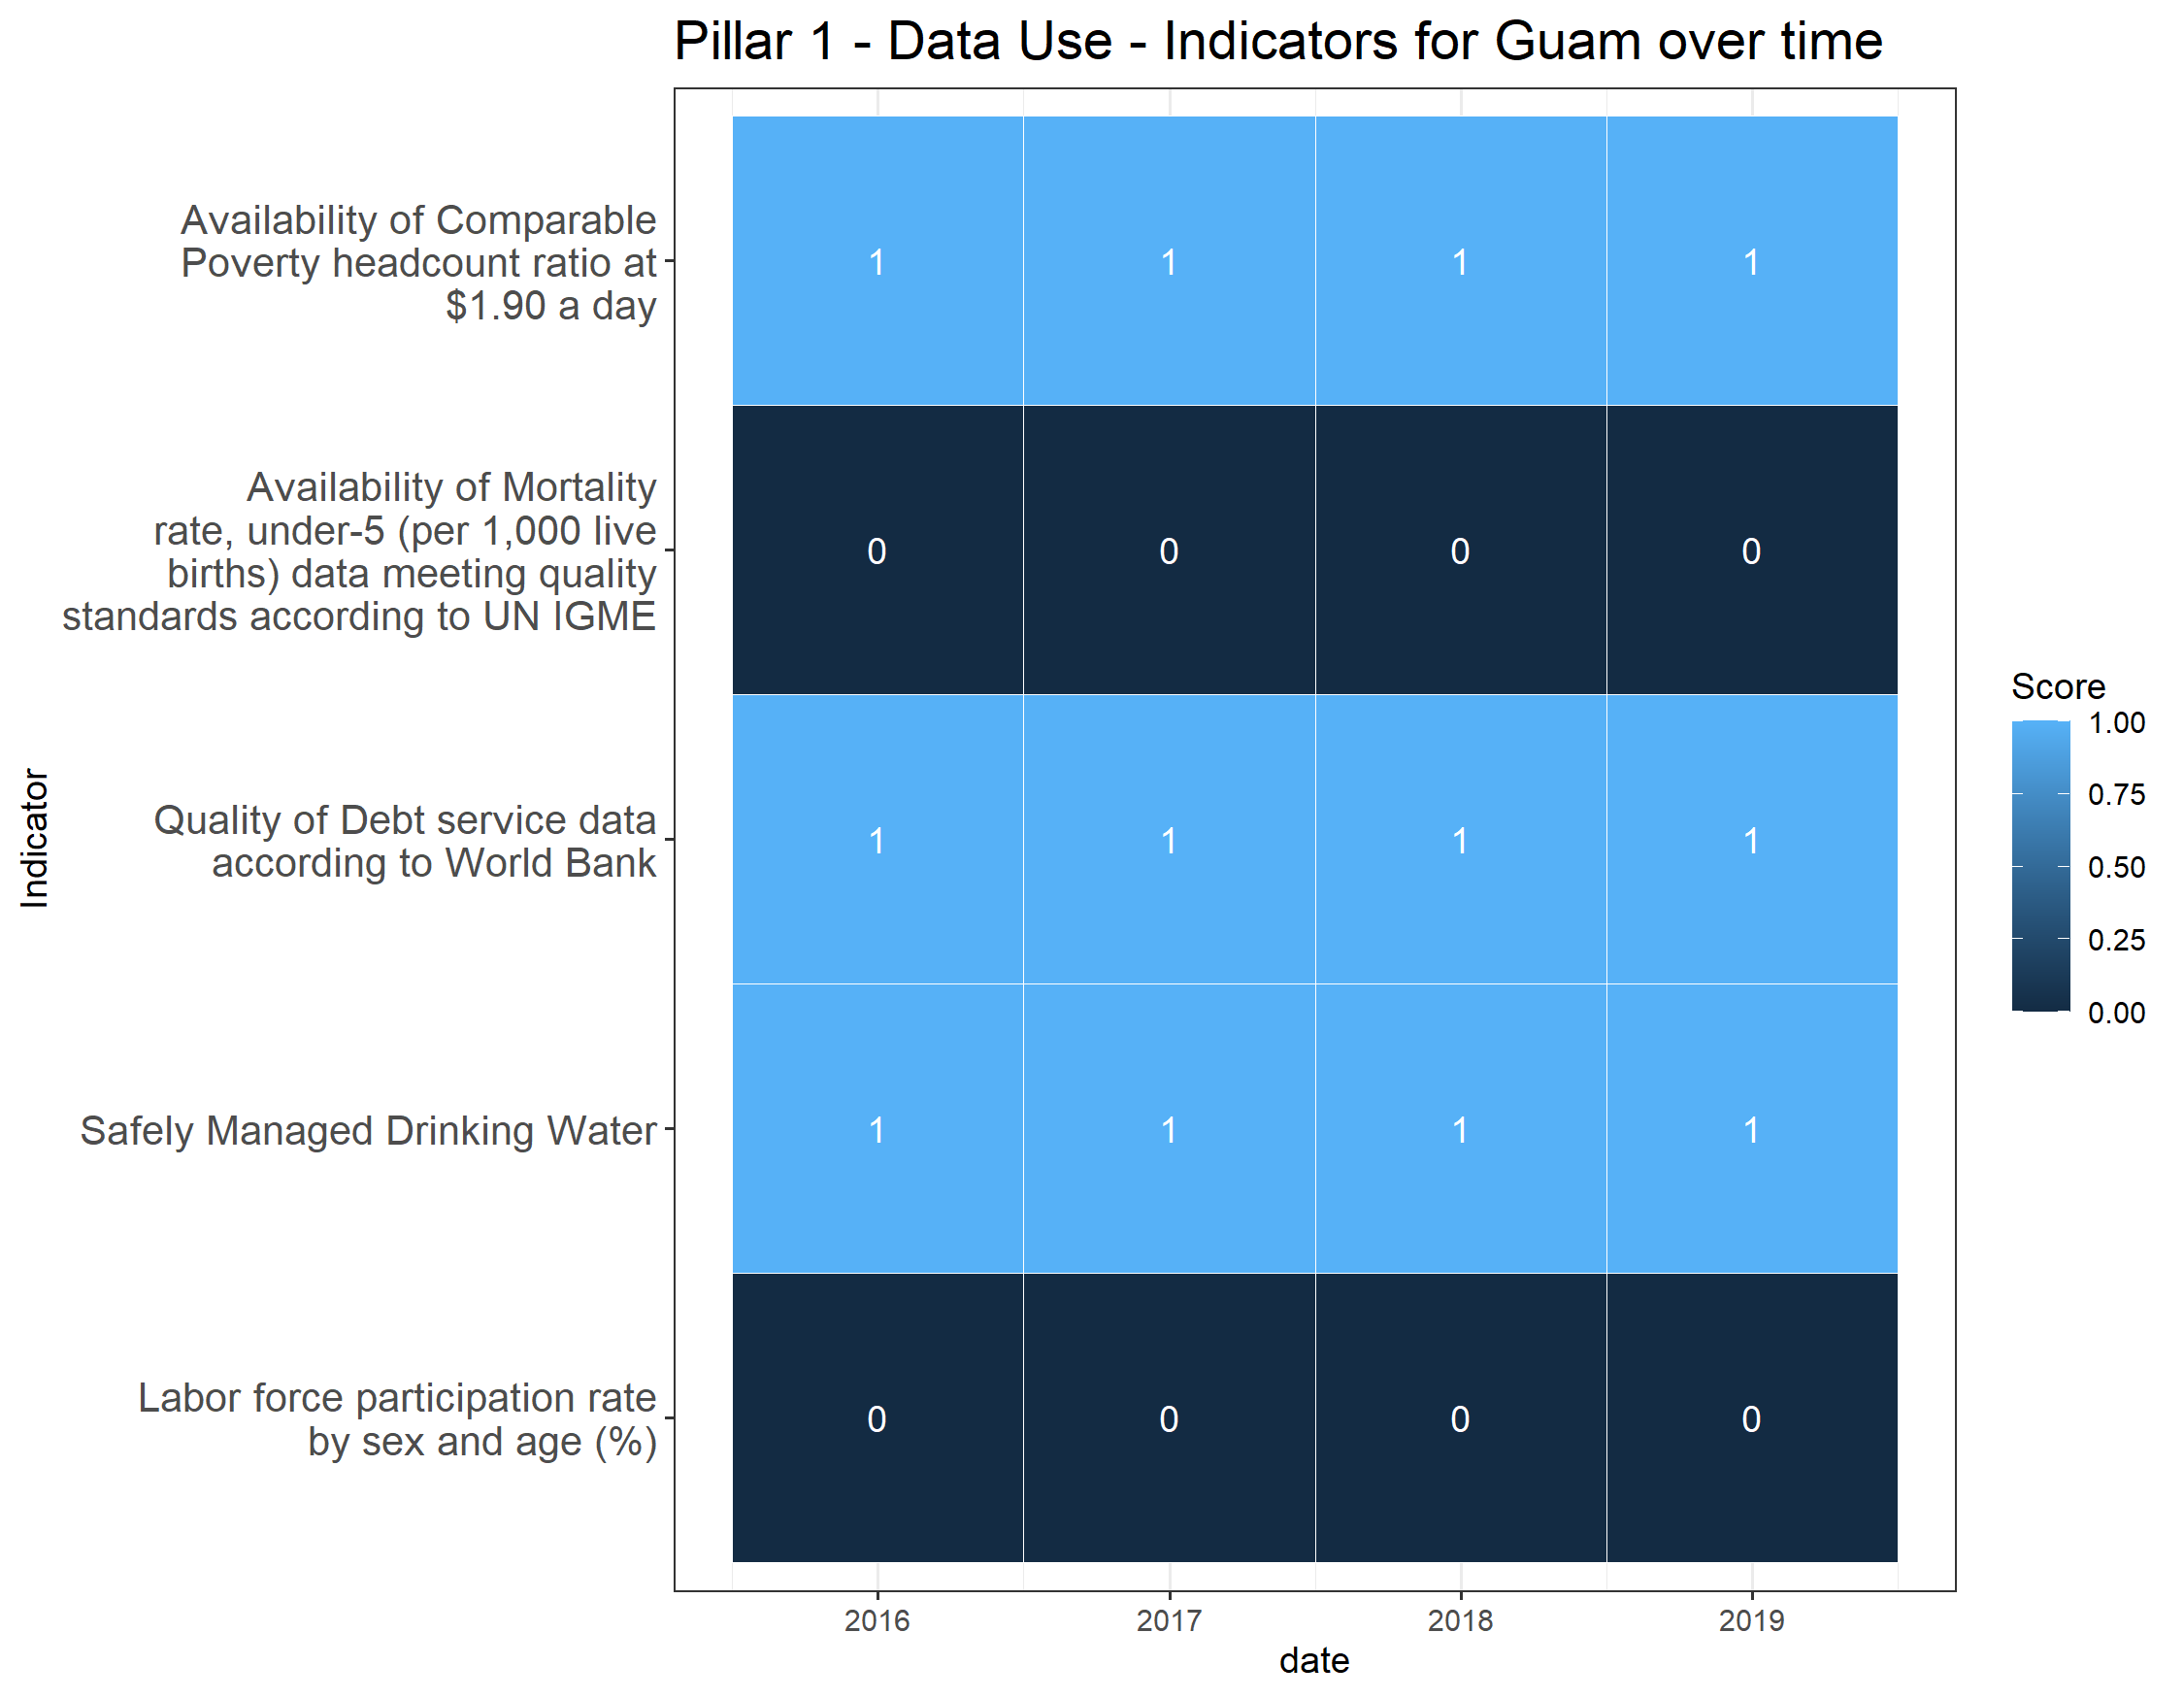 Pillar 1 - Data Use - Indicators for Guam over time
Indicator
Availability of Comparable
Poverty headcount ratio at
$1.90 a day
1 1 1 1
Availability of Mortality
rate, under-5 (per 1,000 live
births) data meeting quality
standards according to UN IGME
0 0 0 0
Quality of Debt service data
according to World Bank
1 1 1 1
Safely Managed Drinking Water
1 1 1 1
Labor force participation rate
by sex and age (%)
0 0 0 0
2016 2017 2018 2019
date
Score
1.00
0.75
0.50
0.25
0.00